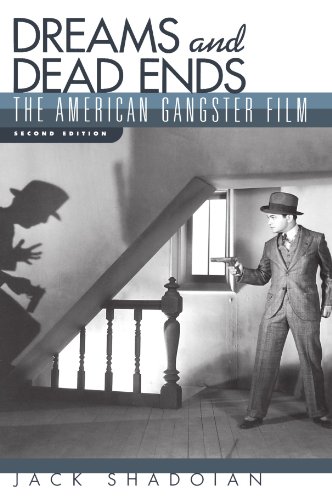 DREAMS and
DEAD ENDS
THE AMERICAN GANGSTER FILM
SECOND EDITION
JACK SHADOIAN